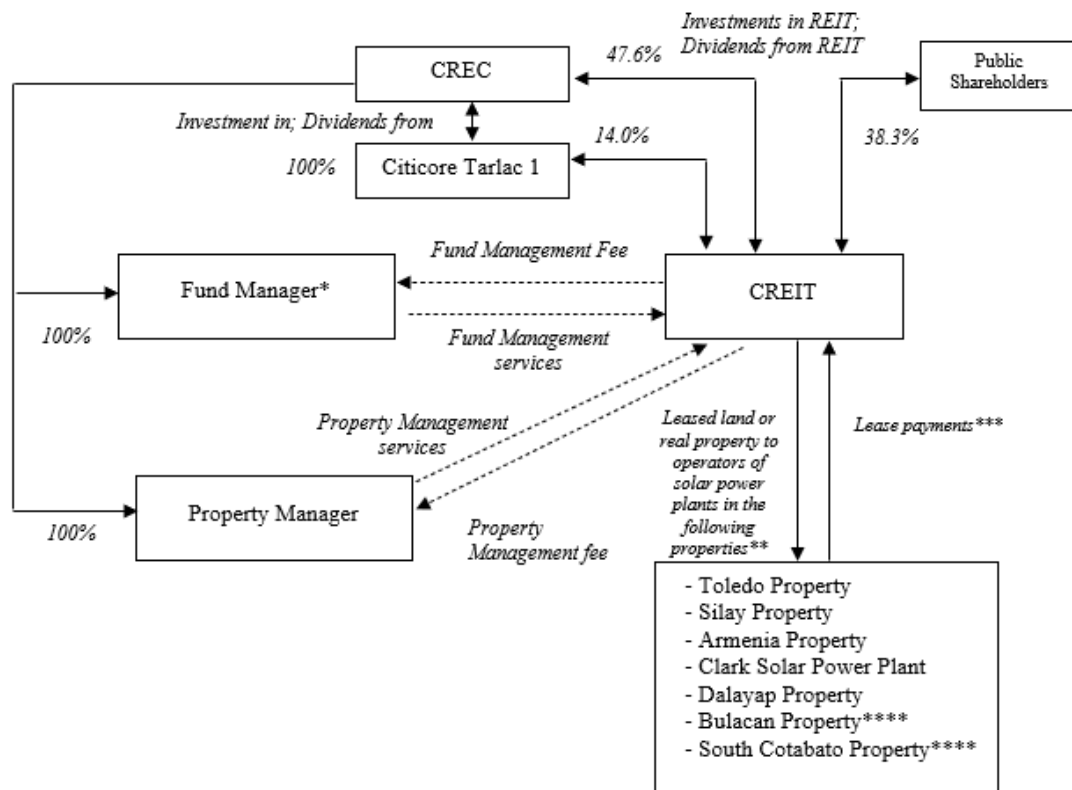 Investments in REIT;
Dividends from REIT
47.6%
CREC
Public
Shareholders
Investment in; Dividends from
14.0%
38.3%
100%
Citicore Tarlac 1
Fund Management Fee
Fund Manager*
CREIT
100%
Fund Management
services
Property Management
services
Leased land or
real property to
operators of
solar power
plants in the
following
properties**
Lease payments***
Property Manager
100%
Property
Management fee
- Toledo Property
- Silay Property
- Armenia Property
- Clark Solar Power Plant
- Dalayap Property
- Bulacan Property****
- South Cotabato Property****